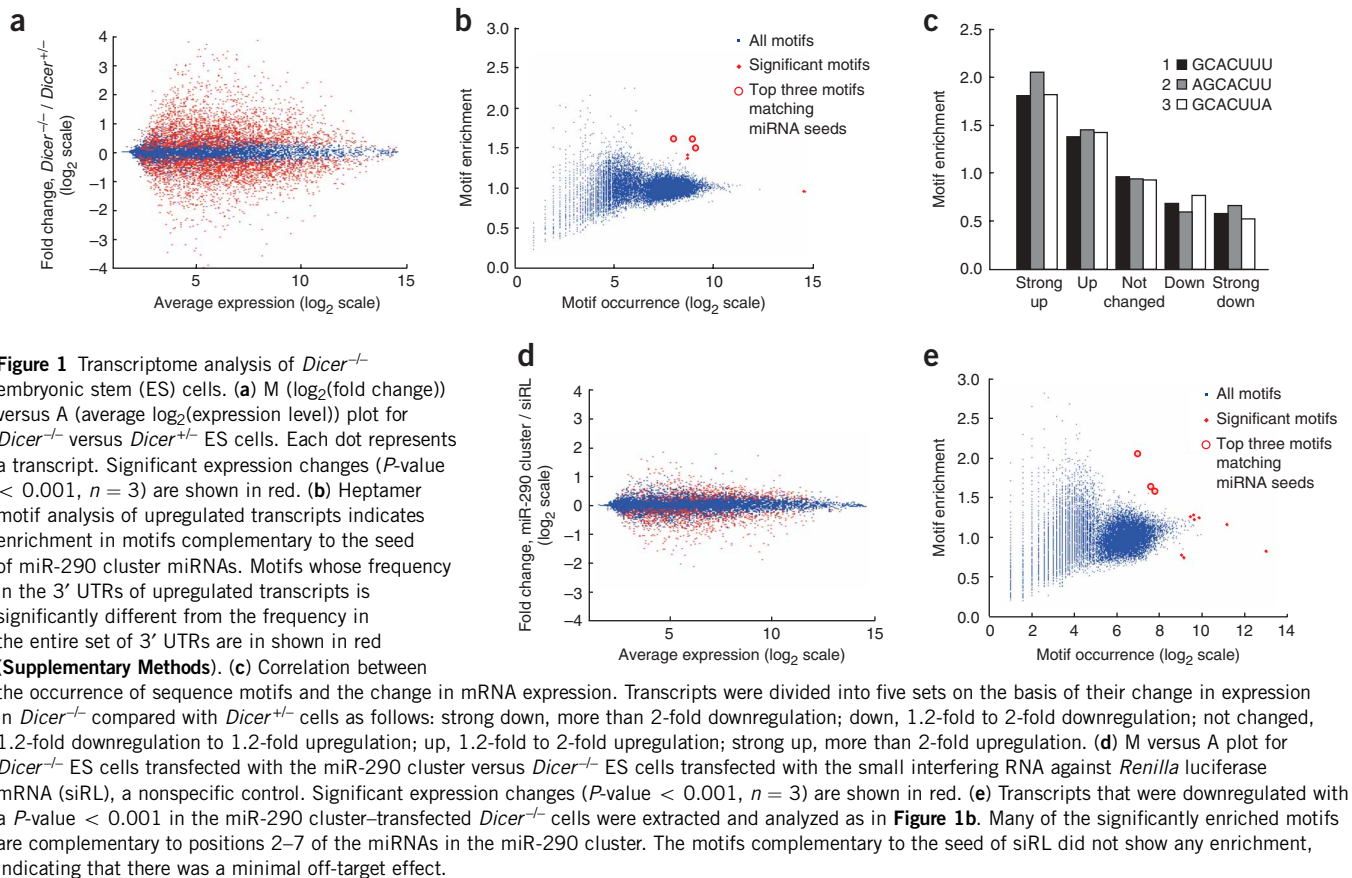 a
Fold change, Dicer–/– / Dicer+/–
(log2 scale)
4
3
2
1
0
–1
–2
–3
–4
5
10
15
Average expression (log2 scale)
b
Motif enrichment
3.0
2.5
2.0
1.5
1.0
0.5
0.0
0
5
10
15
Motif occurrence (log2 scale)
All motifs
Significant motifs
Top three motifs
matching
miRNA seeds
c
Motif enrichment
2.5
2.0
1.5
1.0
0.5
0.0
1 GCACUUU
2 AGCACUU
3 GCACUUA
Strong
up
Up
Not
changed
Down
Strong
down
Figure 1 Transcriptome analysis of Dicer–/–
embryonic stem (ES) cells. (a) M (log2(fold change))
versus A (average log2(expression level)) plot for
Dicer–/– versus Dicer+/– ES cells. Each dot represents
a transcript. Significant expression changes (P-value
< 0.001, n = 3) are shown in red. (b) Heptamer
motif analysis of upregulated transcripts indicates
enrichment in motifs complementary to the seed
of miR-290 cluster miRNAs. Motifs whose frequency
in the 3′ UTRs of upregulated transcripts is
significantly different from the frequency in
the entire set of 3′ UTRs are in shown in red
(Supplementary Methods). (c) Correlation between
d
Fold change, miR-290 cluster / siRL
(log2 scale)
4
3
2
1
0
–1
–2
–3
–4
5
10
15
Average expression (log2 scale)
e
Motif enrichment
3.0
2.5
2.0
1.5
1.0
0.5
0.0
0
2
4
6
8
10
12
14
Motif occurrence (log2 scale)
All motifs
Significant motifs
Top three motifs
matching
miRNA seeds
the occurrence of sequence motifs and the change in mRNA expression. Transcripts were divided into five sets on the basis of their change in expression
in Dicer–/– compared with Dicer+/– cells as follows: strong down, more than 2-fold downregulation; down, 1.2-fold to 2-fold downregulation; not changed,
1.2-fold downregulation to 1.2-fold upregulation; up, 1.2-fold to 2-fold upregulation; strong up, more than 2-fold upregulation. (d) M versus A plot for
Dicer–/– ES cells transfected with the miR-290 cluster versus Dicer–/– ES cells transfected with the small interfering RNA against Renilla luciferase
mRNA (siRL), a nonspecific control. Significant expression changes (P-value < 0.001, n = 3) are shown in red. (e) Transcripts that were downregulated with
a P-value < 0.001 in the miR-290 cluster–transfected Dicer–/– cells were extracted and analyzed as in Figure 1b. Many of the significantly enriched motifs
are complementary to positions 2–7 of the miRNAs in the miR-290 cluster. The motifs complementary to the seed of siRL did not show any enrichment,
indicating that there was a minimal off-target effect.